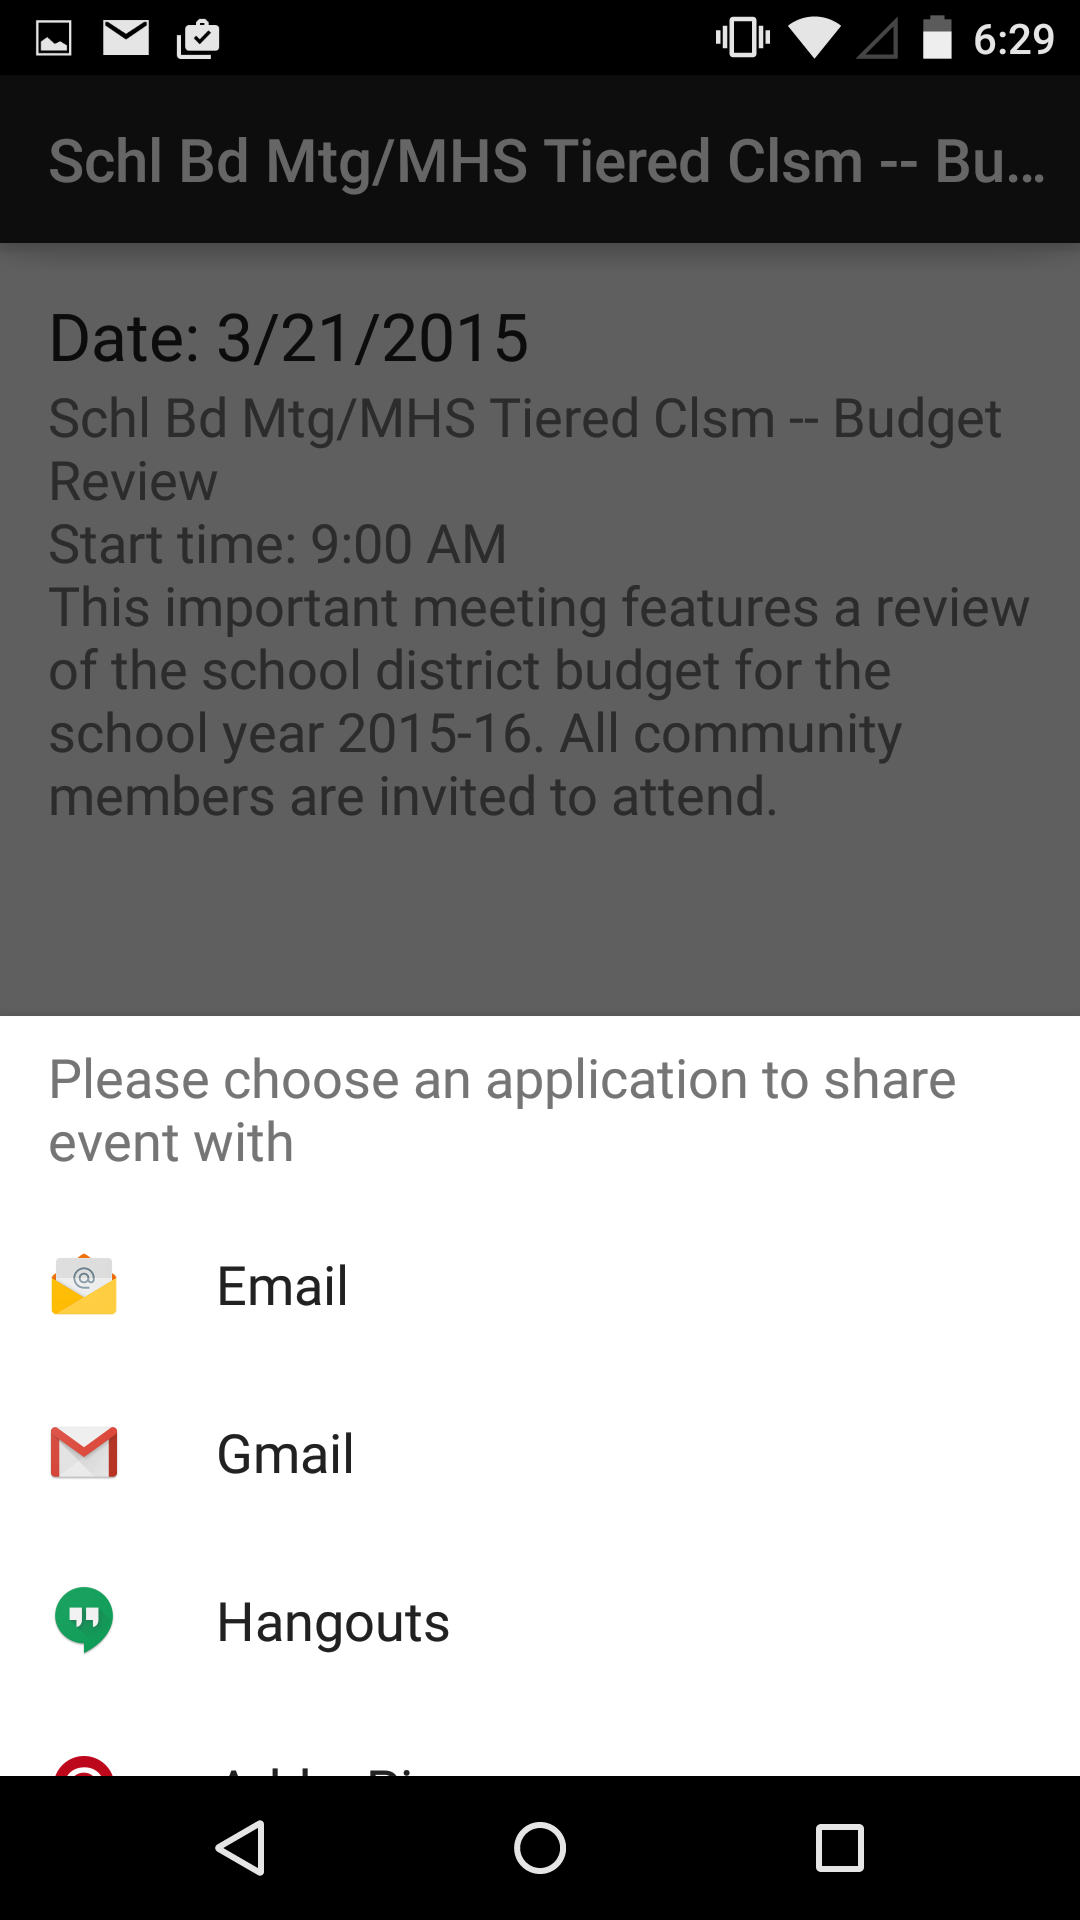 6:29
Schl Bd Mtg/MHS Tiered Clsm -- Bu...
Date: 3/21/2015
Schl Bd Mtg/MHS Tiered Clsm -- Budget
Review
Start time: 9:00 AM
This important meeting features a review
of the school district budget for the
school year 2015-16. All community
members are invited to attend.
Please choose an application to share
event with
Email
Gmail
Hangouts